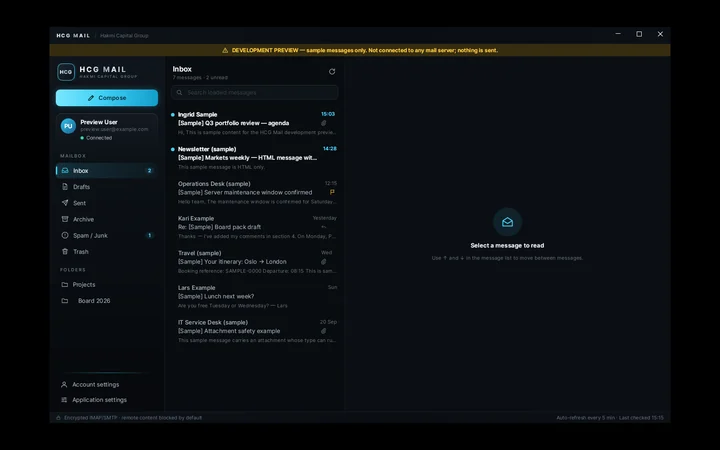 HCG MAIL / Hakmi Capital Group
DEVELOPMENT PREVIEW — sample messages only. Not connected to any mail server; nothing is sent.
HCG
HCG MAIL
HAKMI CAPITAL GROUP
Compose
PU
Preview User
preview.user@example.com
Connected
MAILBOX
Inbox 2
Drafts
Sent
Archive
Spam / Junk 1
Trash
FOLDERS
Projects
Board 2026
Account settings
Application settings
Inbox
7 messages · 2 unread
Search loaded messages
Ingrid Sample 15:03
[Sample] Q3 portfolio review — agenda
Hi, This is sample content for the HCG Mail development previe...
Newsletter (sample) 14:28
[Sample] Markets weekly — HTML message wit...
This sample message is HTML only.
Operations Desk (sample) 12:15
[Sample] Server maintenance window confirmed
Hello team, The maintenance window is confirmed for Saturday...
Kari Example Yesterday
Re: [Sample] Board pack draft
Thanks — I've added my comments in section 4. On Monday, P...
Travel (sample) Wed
[Sample] Your itinerary: Oslo → London
Booking reference: SAMPLE-0000 Departure: 08:15 This is sam...
Lars Example Sun
[Sample] Lunch next week?
Are you free Tuesday or Wednesday? — Lars
IT Service Desk (sample) 20 Sep
[Sample] Attachment safety example
This sample message carries an attachment whose type can ru...
Select a message to read
Use ↑ and ↓ in the message list to move between messages.
Encrypted IMAP/SMTP · remote content blocked by default
Auto-refresh every 5 min · Last checked 15:15